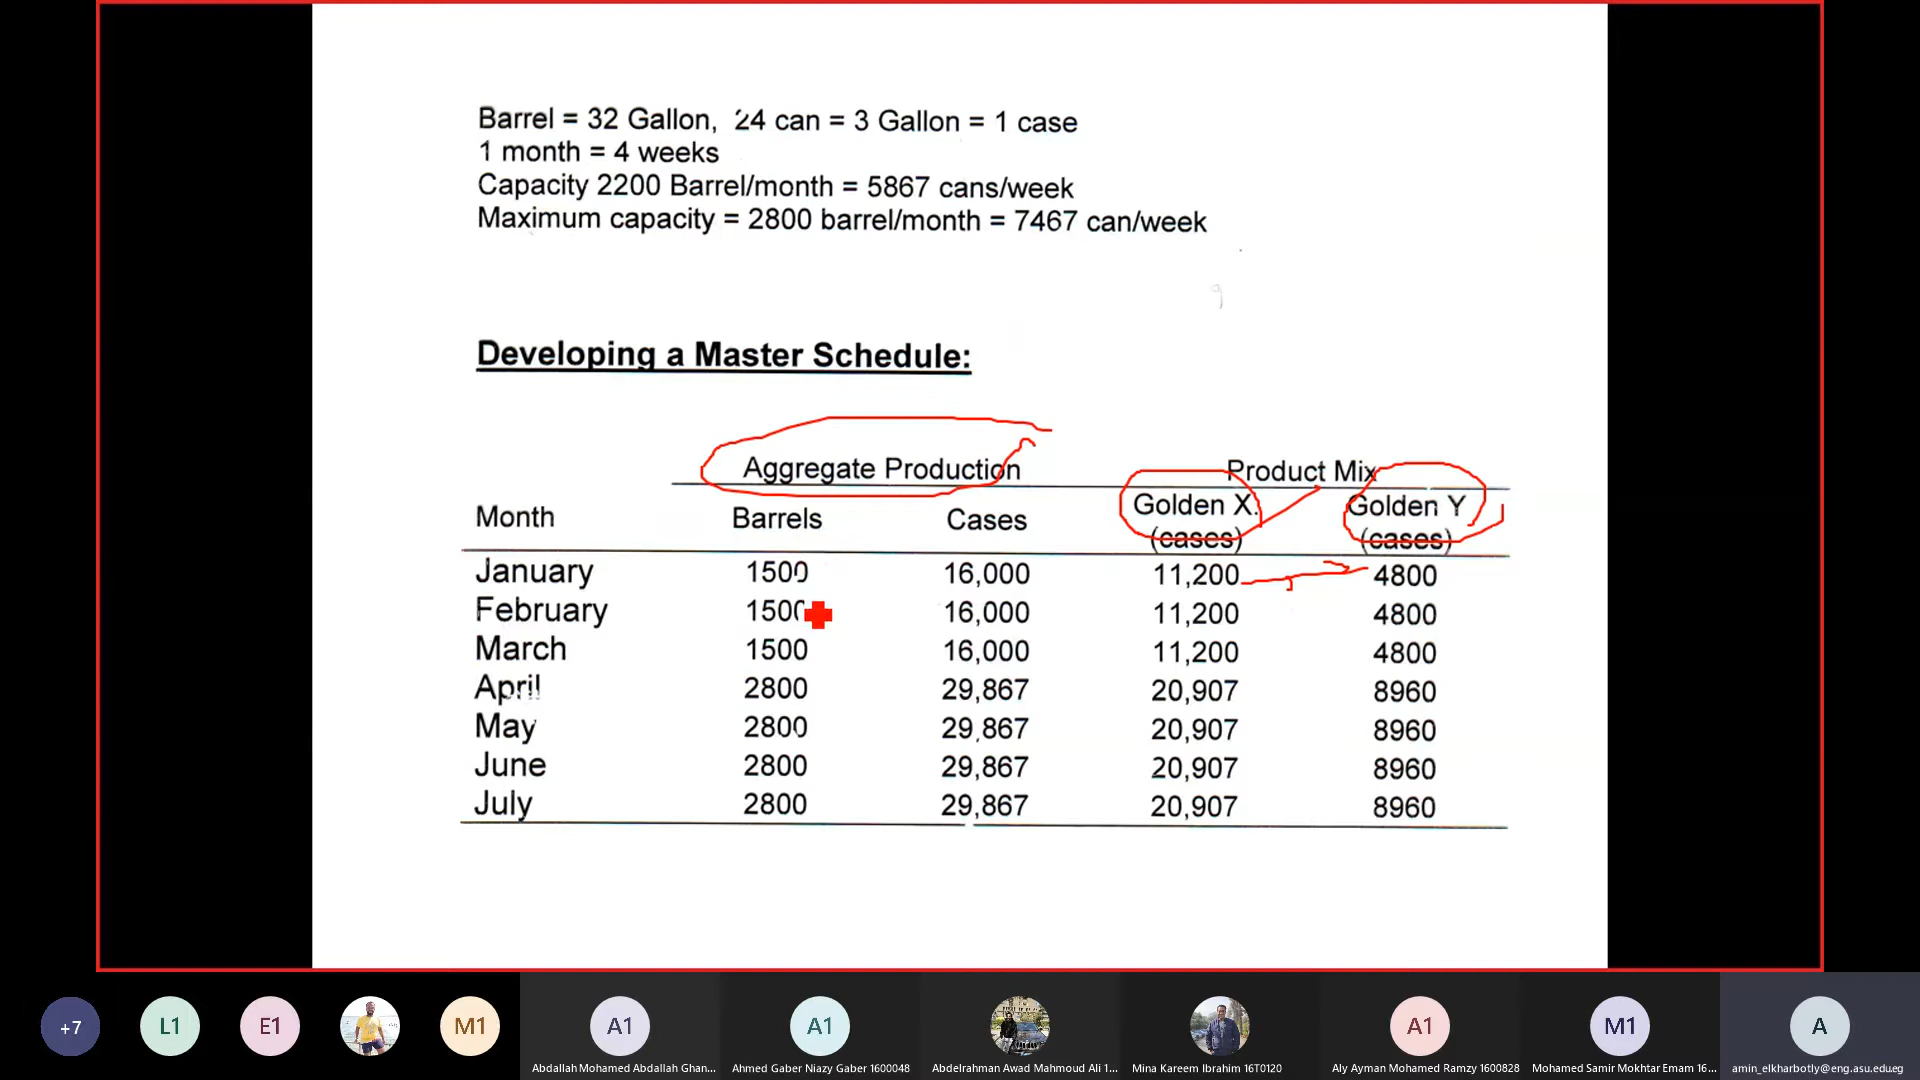 Barrel = 32 Gallon, 24 can = 3 Gallon = 1 case
1 month = 4 weeks
Capacity 2200 Barrel/month = 5867 cans/week
Maximum capacity = 2800 barrel/month = 7467 can/week
Developing a Master Schedule:
Aggregate Production Product Mix
Month Barrels Cases Golden X. (cases) Golden Y (cases)
January 1500 16,000 11,200 4800
February 1500 16,000 11,200 4800
March 1500 16,000 11,200 4800
April 2800 29,867 20,907 8960
May 2800 29,867 20,907 8960
June 2800 29,867 20,907 8960
July 2800 29,867 20,907 8960
+7 L1 E1 M1 A1 A1 A1 M1 A
Abdallah Mohamed Abdallah Ghan... Ahmed Gaber Niazy Gaber 1600048 Abdelrahman Awad Mahmoud Ali 1... Mina Kareem Ibrahim 16T0120 Aly Ayman Mohamed Ramzy 1600828 Mohamed Samir Mokhtar Emam 16... amin_elkharbotly@eng.asu.edu.eg